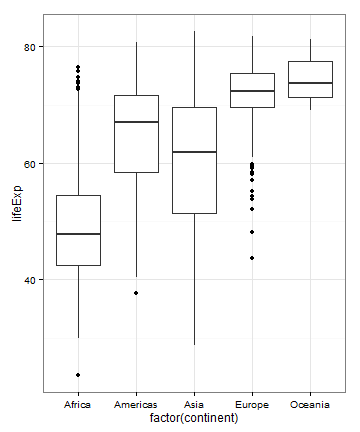 80
60
40
lifeExp
Africa Americas Asia Europe Oceania
factor(continent)